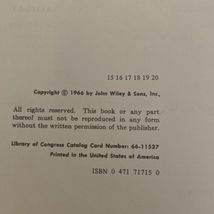 15 16 17 18 19 20
Copyright © 1966 by John Wiley & Sons, Inc.,
All rights reserved. This book or any part
thereof must not be reproduced in any form
without the written permission of the publisher.
Library of Congress Catalog Card Number: 66-11527
Printed in the United States of America
ISBN 0 471 71715 0